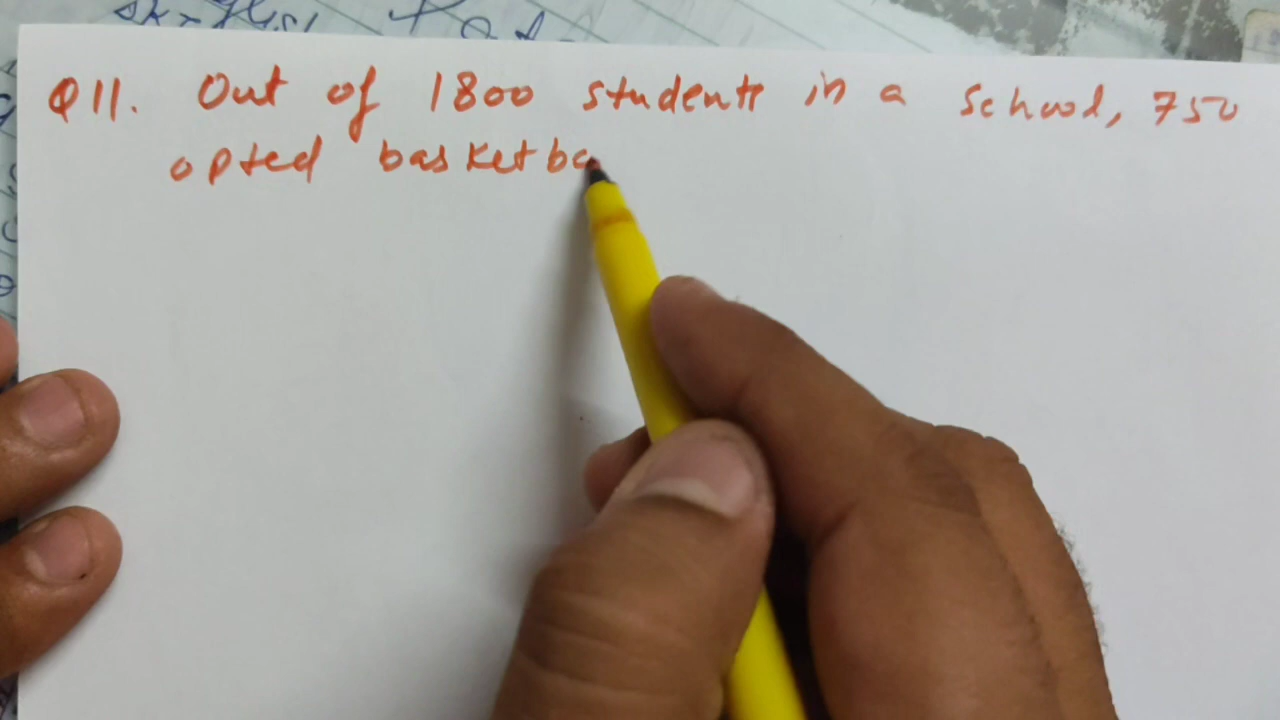 Q11. Out of 1800 students in a school, 750
opted basketba